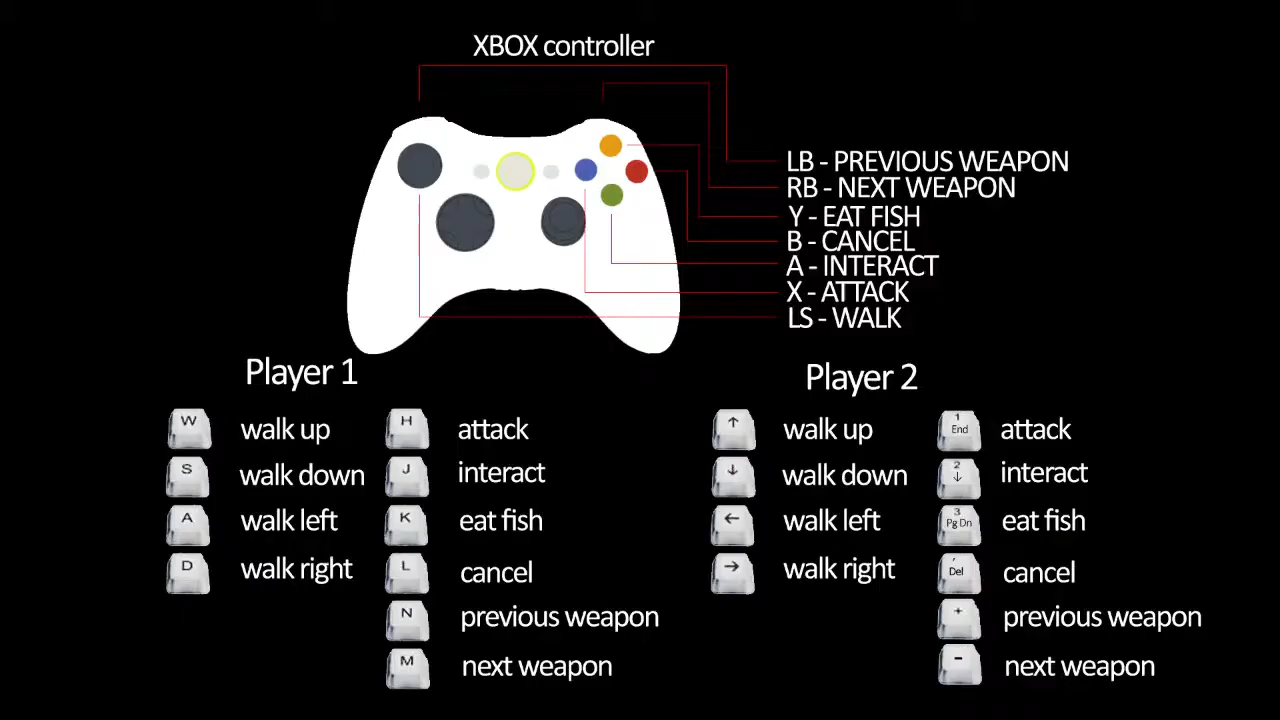 XBOX controller
LB - PREVIOUS WEAPON
RB - NEXT WEAPON
Y - EAT FISH
B - CANCEL
A - INTERACT
X - ATTACK
LS - WALK
Player 1
W walk up H attack
S walk down J interact
A walk left K eat fish
D walk right L cancel
N previous weapon
M next weapon
Player 2
↑ walk up 1 End attack
↓ walk down 2 ↓ interact
← walk left 3 Pg Dn eat fish
→ walk right , Del cancel
+ previous weapon
- next weapon